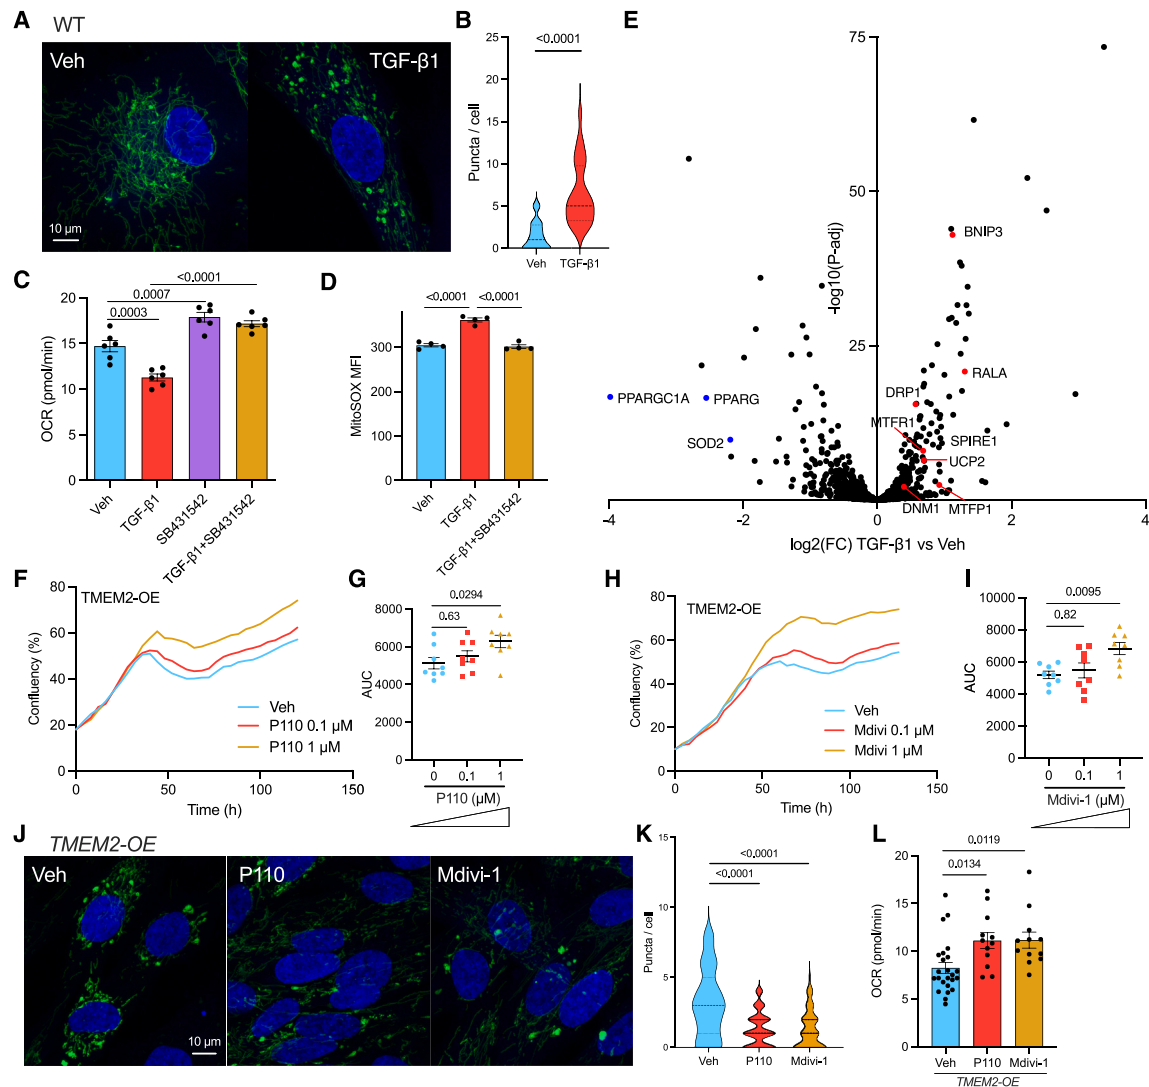 A
WT
Veh
TGF-β1
10 μm
B
Puncta / cell
25
20
15
10
5
0
<0.0001
Veh
TGF-β1
C
OCR (pmol/min)
20
15
10
5
0
<0.0001
0.0007
0.0003
Veh
TGF-β1
SB431542
TGF-β1+SB431542
D
MitoSOX MFI
300
200
100
0
<0.0001
<0.0001
Veh
TGF-β1
TGF-β1+SB431542
E
75
50
25
-log10(P-adj)
BNIP3
RALA
DRP1
MTFR1
SPIRE1
UCP2
DNM1
MTFP1
PPARGC1A
PPARG
SOD2
-4
-2
0
2
4
log2(FC) TGF-β1 vs Veh
F
TMEM2-OE
Confluency (%)
80
60
40
20
0
Veh
P110 0.1 μM
P110 1 μM
0
50
100
150
Time (h)
G
AUC
8000
6000
4000
2000
0
0.0294
0.63
0
0.1
1
P110 (μM)
H
TMEM2-OE
Confluency (%)
80
60
40
20
0
Veh
Mdivi 0.1 μM
Mdivi 1 μM
0
50
100
150
Time (h)
I
AUC
10000
8000
6000
4000
2000
0
0.0095
0.82
0
0.1
1
Mdivi-1 (μM)
J
TMEM2-OE
Veh
P110
Mdivi-1
10 μm
K
Puncta / cell
15
10
5
0
<0.0001
<0.0001
Veh
P110
Mdivi-1
L
OCR (pmol/min)
20
15
10
5
0
0.0119
0.0134
Veh
P110
Mdivi-1
TMEM2-OE